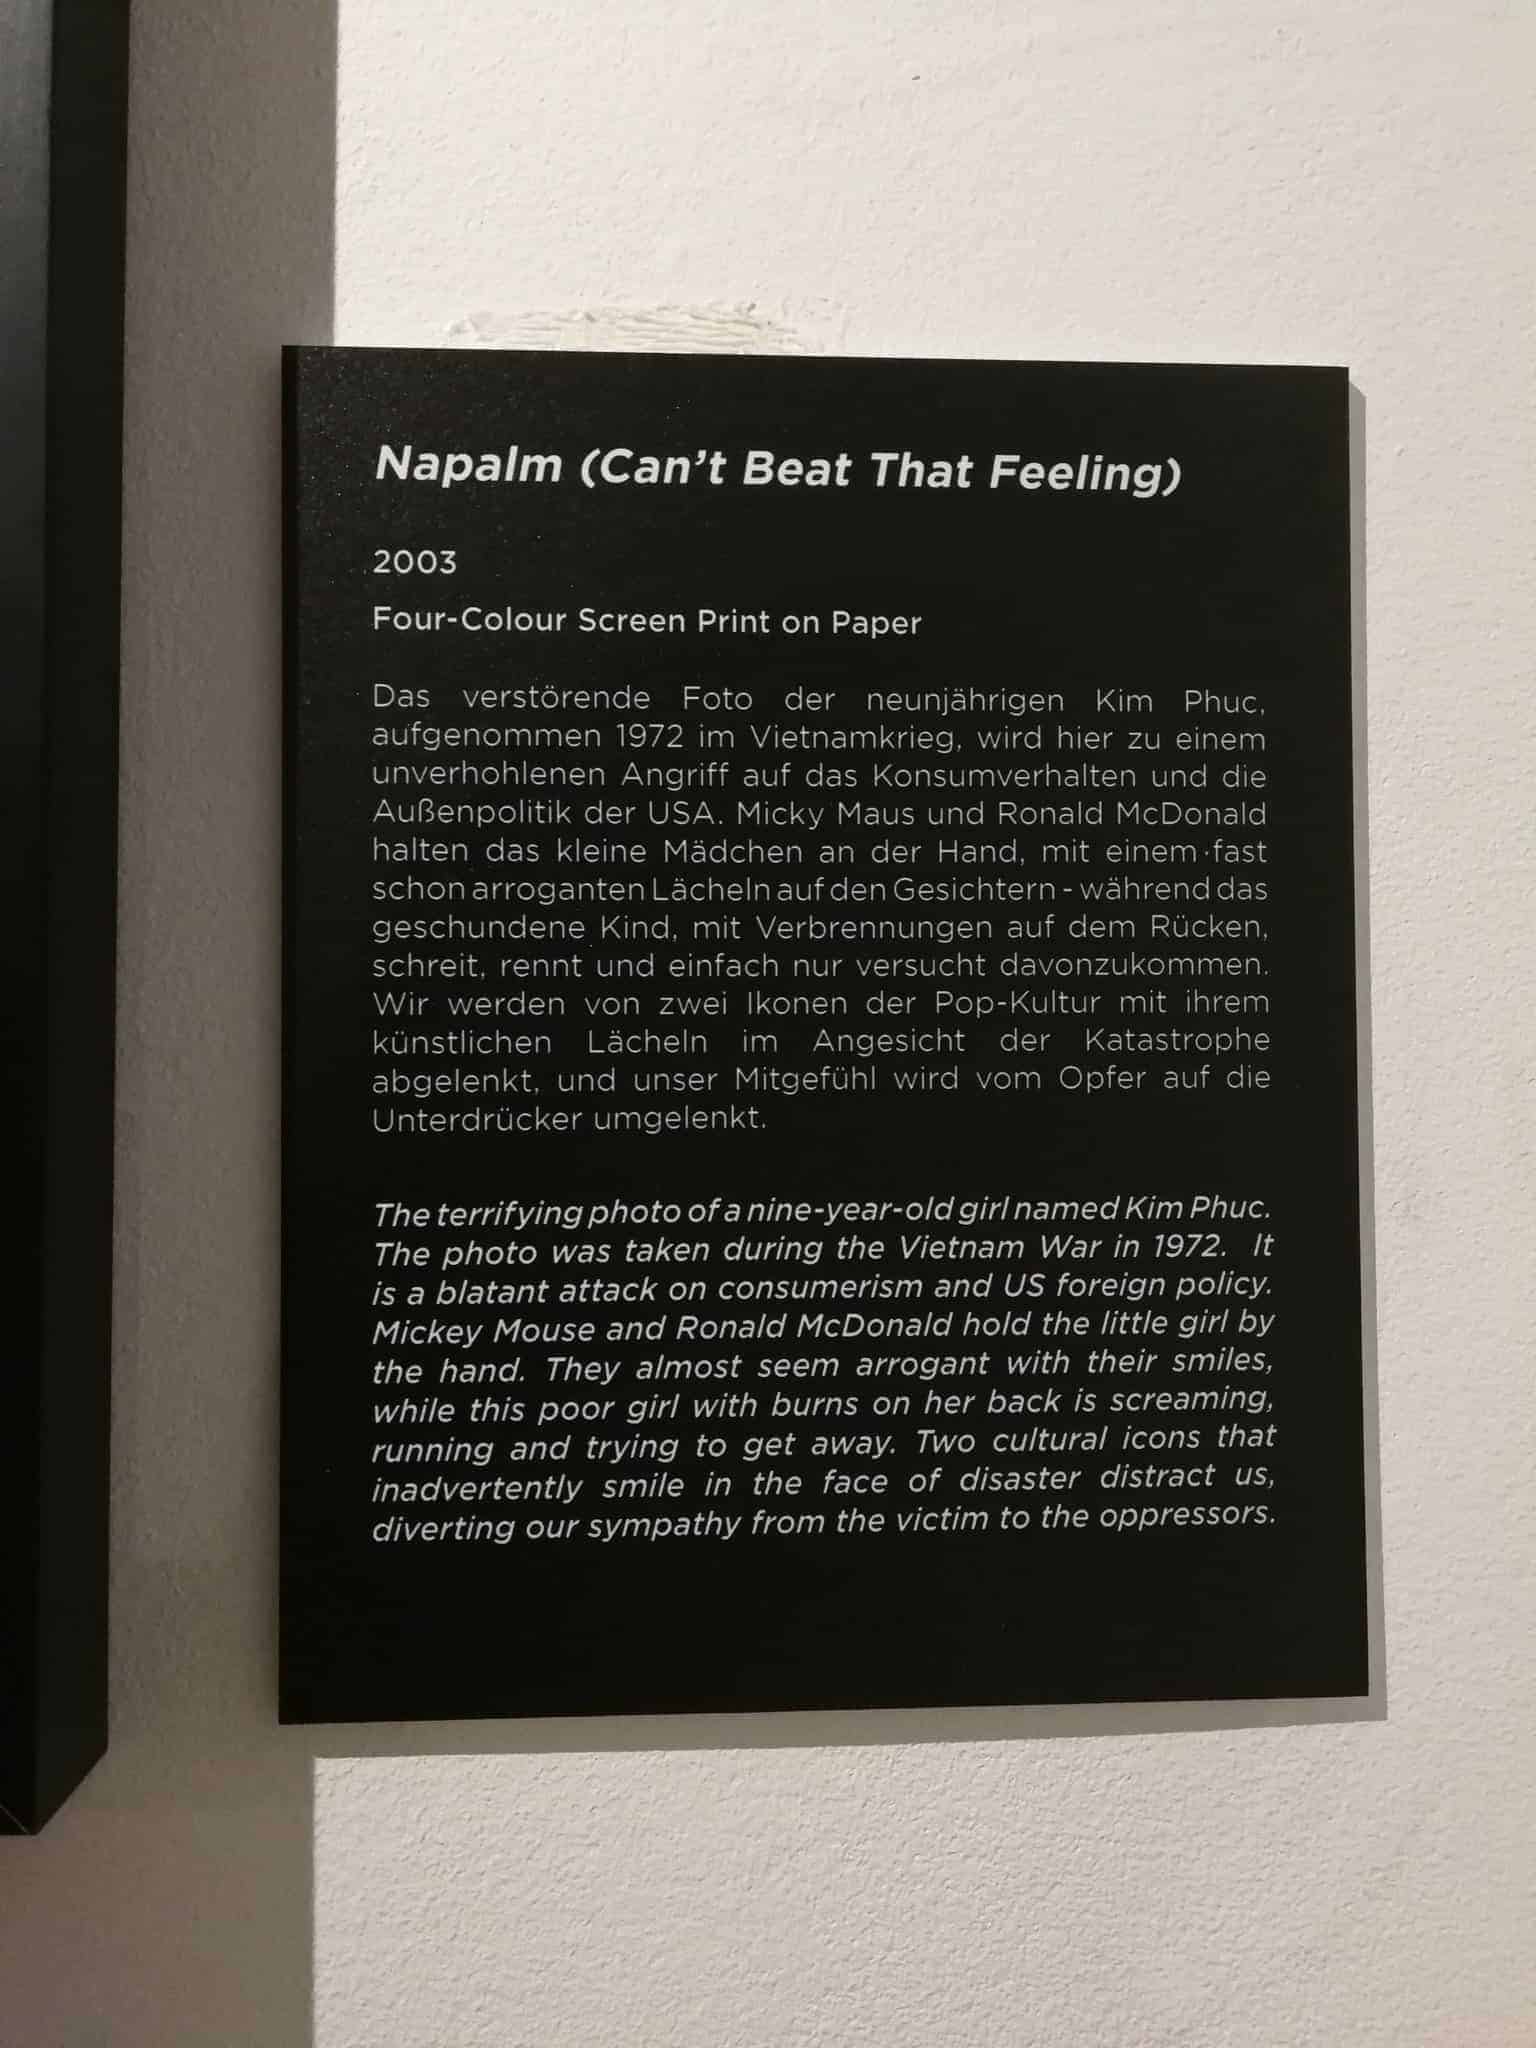 Napalm (Can't Beat That Feeling)
2003
Four-Colour Screen Print on Paper
Das verstörende Foto der neunjährigen Kim Phuc,
aufgenommen 1972 im Vietnamkrieg, wird hier zu einem
unverhohlenen Angriff auf das Konsumverhalten und die
Außenpolitik der USA. Micky Maus und Ronald McDonald
halten das kleine Mädchen an der Hand, mit einem fast
schon arroganten Lächeln auf den Gesichtern - während das
geschundene Kind, mit Verbrennungen auf dem Rücken,
schreit, rennt und einfach nur versucht davonzukommen.
Wir werden von zwei Ikonen der Pop-Kultur mit ihrem
künstlichen Lächeln im Angesicht der Katastrophe
abgelenkt, und unser Mitgefühl wird vom Opfer auf die
Unterdrücker umgelenkt.
The terrifying photo of a nine-year-old girl named Kim Phuc.
The photo was taken during the Vietnam War in 1972. It
is a blatant attack on consumerism and US foreign policy.
Mickey Mouse and Ronald McDonald hold the little girl by
the hand. They almost seem arrogant with their smiles,
while this poor girl with burns on her back is screaming,
running and trying to get away. Two cultural icons that
inadvertently smile in the face of disaster distract us,
diverting our sympathy from the victim to the oppressors.